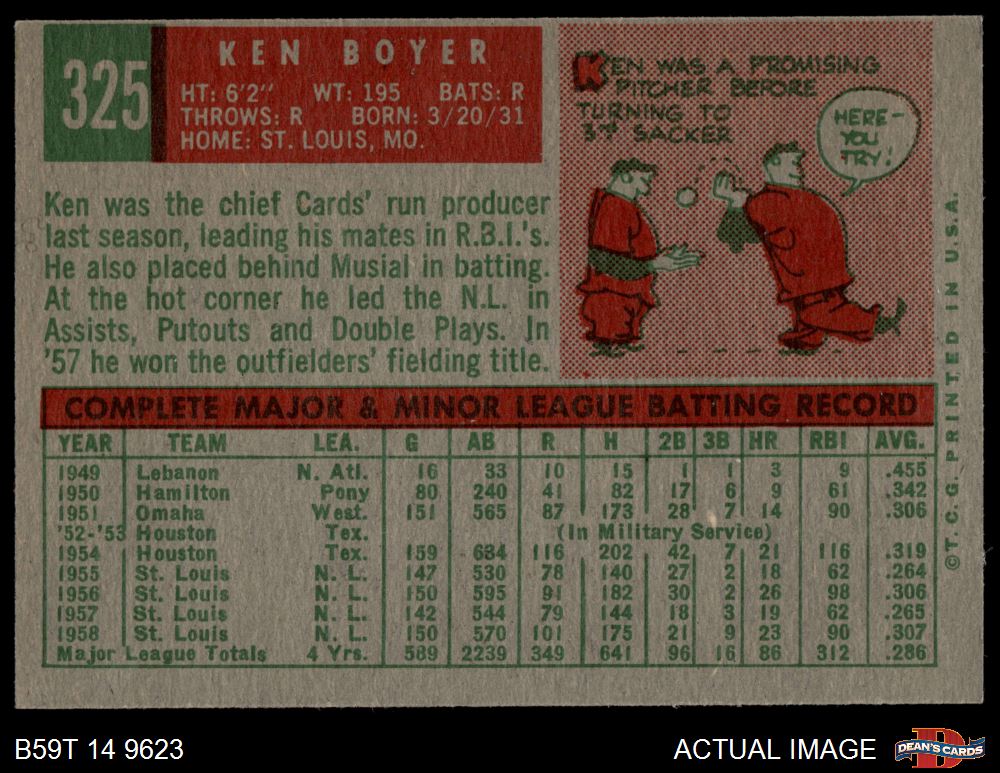 325
KEN BOYER
HT: 6'2" WT: 195 BATS: R
THROWS: R BORN: 3/20/31
HOME: ST. LOUIS, MO.
KEN WAS A PROMISING
PITCHER BEFORE
TURNING TO
3rd SACKER
HERE-
YOU
TRY!
Ken was the chief Cards' run producer
last season, leading his mates in R.B.I.'s.
He also placed behind Musial in batting.
At the hot corner he led the N.L. in
Assists, Putouts and Double Plays. In
'57 he won the outfielders' fielding title.
COMPLETE MAJOR & MINOR LEAGUE BATTING RECORD
YEAR TEAM LEA. G AB R H 2B 3B HR RBI AVG.
1949 Lebanon N. Atl. 16 33 10 15 1 1 3 9 .455
1950 Hamilton Pony 80 240 41 82 17 6 9 61 .342
1951 Omaha West. 151 565 87 173 28 7 14 90 .306
'52-'53 Houston Tex. (In Military Service)
1954 Houston Tex. 159 634 116 202 42 7 21 116 .319
1955 St. Louis N. L. 147 530 78 140 27 2 18 62 .264
1956 St. Louis N. L. 150 595 91 182 30 2 26 98 .306
1957 St. Louis N. L. 142 544 79 144 18 3 19 62 .265
1958 St. Louis N. L. 150 570 101 175 21 9 23 90 .307
Major League Totals 4 Yrs. 589 2239 349 641 96 16 86 312 .286
©T. C. G. PRINTED IN U.S.A.
B59T 14 9623
ACTUAL IMAGE
DEAN'S CARDS